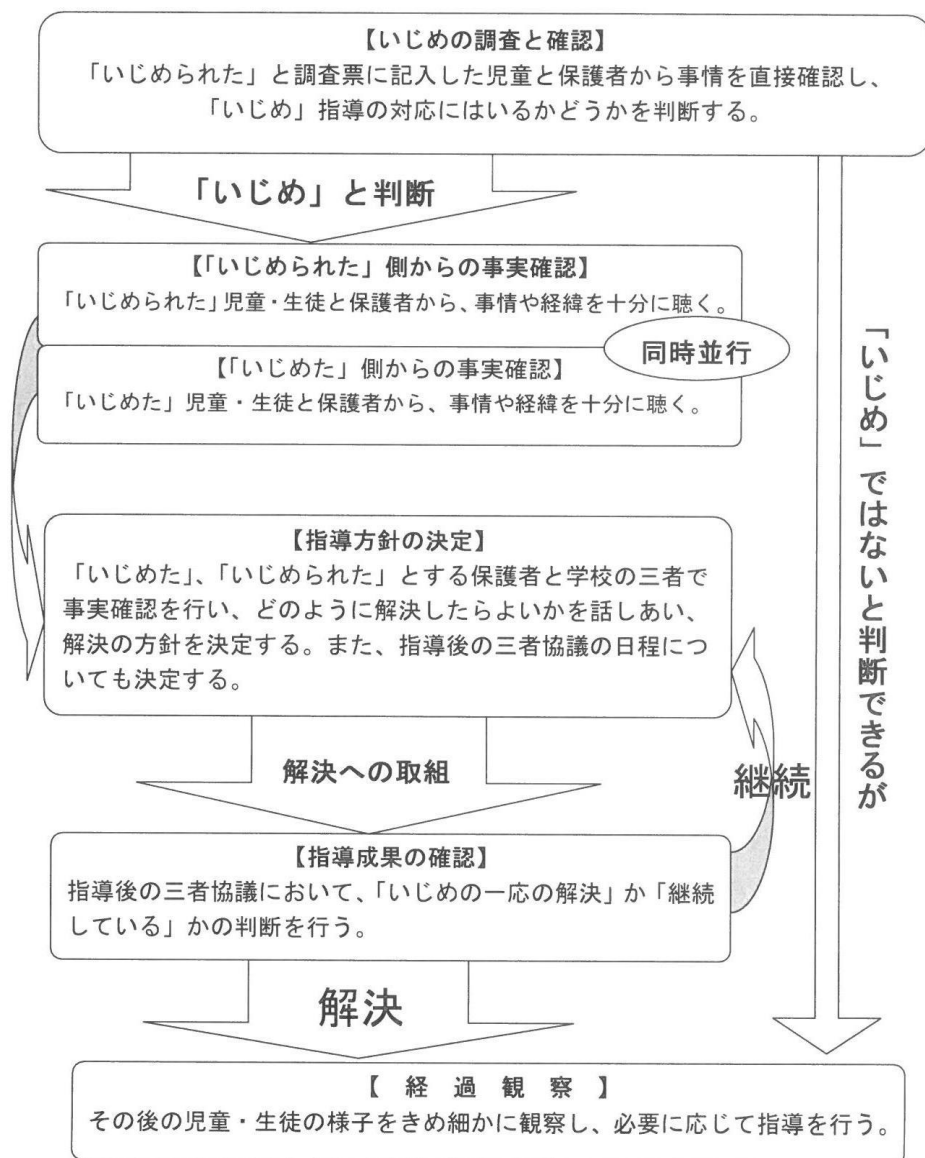 【いじめの調査と確認】
「いじめられた」と調査票に記入した児童と保護者から事情を直接確認し、
「いじめ」指導の対応にはいるかどうかを判断する。
「いじめ」と判断
【「いじめられた」側からの事実確認】
「いじめられた」児童・生徒と保護者から、事情や経緯を十分に聴く。
同時並行
【「いじめた」側からの事実確認】
「いじめた」児童・生徒と保護者から、事情や経緯を十分に聴く。
「いじめ」ではないと判断できるが
【指導方針の決定】
「いじめた」、「いじめられた」とする保護者と学校の三者で
事実確認を行い、どのように解決したらよいかを話しあい、
解決の方針を決定する。また、指導後の三者協議の日程につ
いても決定する。
解決への取組
継続
【指導成果の確認】
指導後の三者協議において、「いじめの一応の解決」か「継続
している」かの判断を行う。
解決
【 経 過 観 察 】
その後の児童・生徒の様子をきめ細かに観察し、必要に応じて指導を行う。